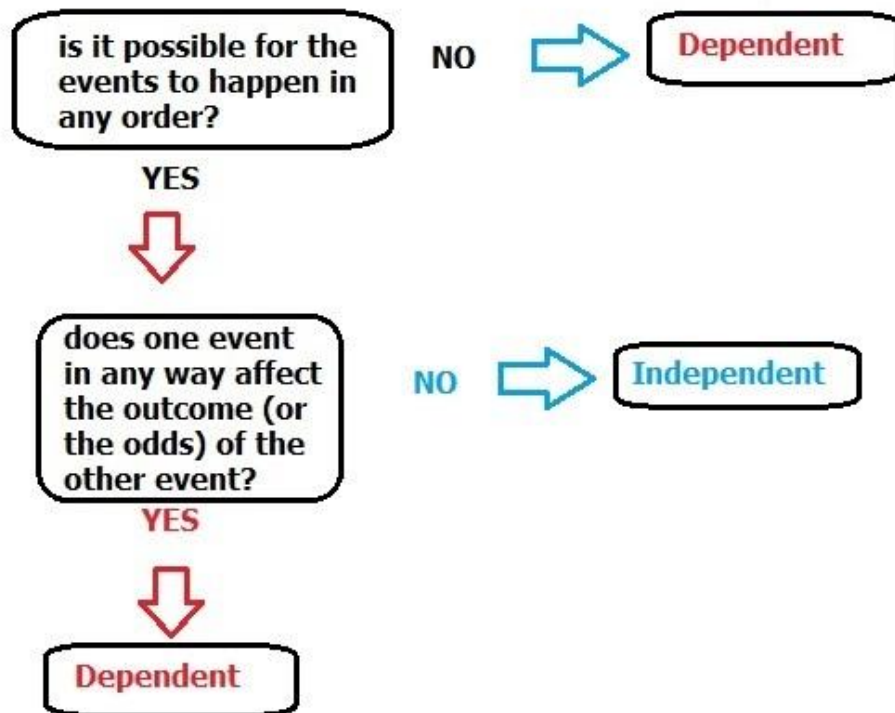 is it possible for the
events to happen in
any order?
NO
Dependent
YES
does one event
in any way affect
the outcome (or
the odds) of the
other event?
NO
Independent
YES
Dependent